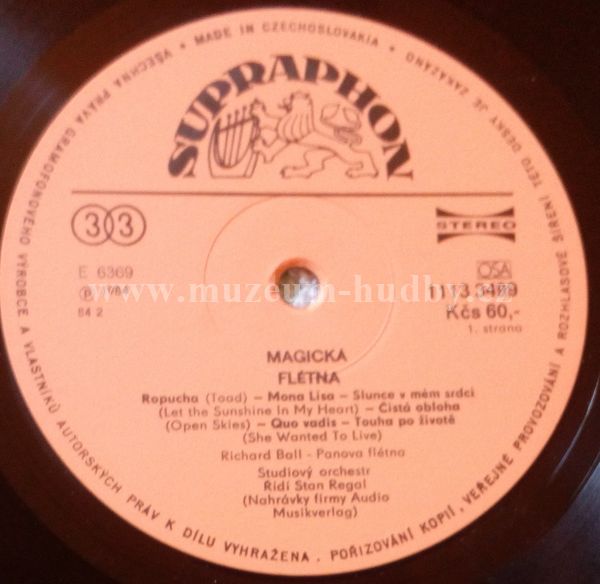 VŠECHNA PRÁVA GRAMOFONOVÉHO VÝROBCE A VLASTNÍKŮ AUTORSKÝCH PRÁV K DÍLU VYHRAŽENA . POŘIZOVÁNÍ KOPIÍ, VEŘEJNÉ PROVOZOVÁNÍ A ROZHLASOVÉ ŠÍŘENÍ TÉTO DESKY JE ZAKÁZÁNO • MADE IN CZECHOSLOVAKIA •
SUPRAPHON
33
STEREO
E 6369
OSA
℗ 1984
1113 3469
www.muzeum-hudby.cz
84 2
Kčs 60,-
1. strana
MAGICKÁ
FLÉTNA
Ropucha (Toad) – Mona Lisa – Slunce v mém srdci
(Let the Sunshine In My Heart) – Čistá obloha
(Open Skies) – Quo vadis – Touha po životě
(She Wanted To Live)
Richard Ball - Panova flétna
Studiový orchestr
Řídí Stan Regal
(Nahrávky firmy Audio
Musikverlag)